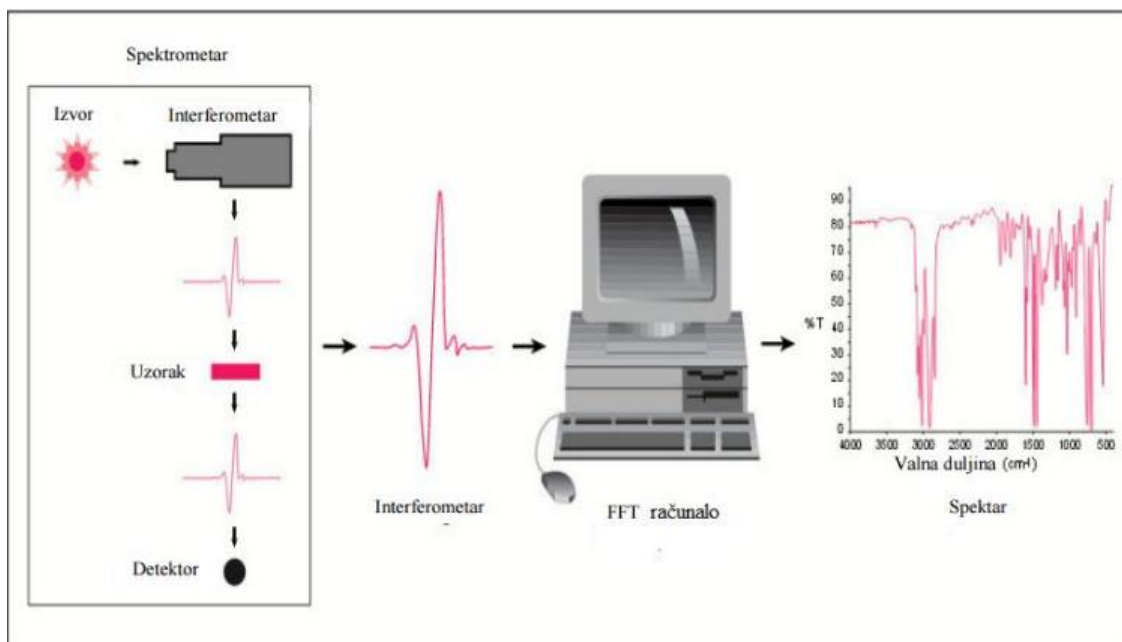 Spektrometar
Izvor
Interferometar
Uzorak
Detektor
Interferometar
FFT računalo
%T
90
80
70
60
50
40
30
20
10
0
4000 3000 2500 2000 1500 1000 500
Valna duljina (cm-1)
Spektar